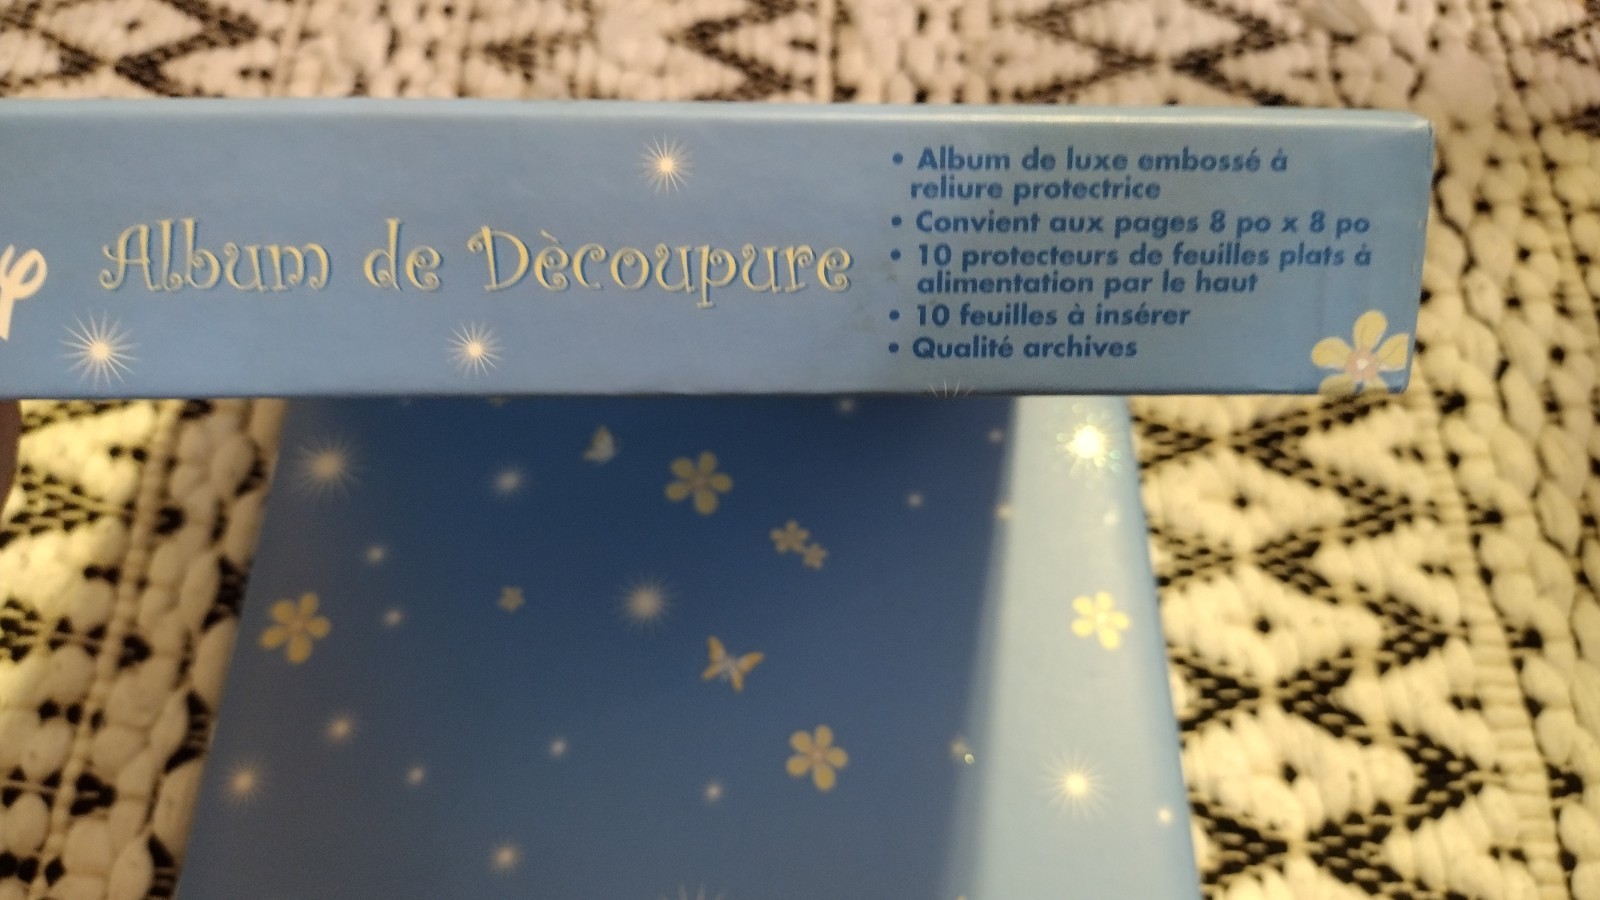 Album de Dècoupure
• Album de luxe embossé à
reliure protectrice
• Convient aux pages 8 po x 8 po
• 10 protecteurs de feuilles plats à
alimentation par le haut
• 10 feuilles à insérer
• Qualité archives